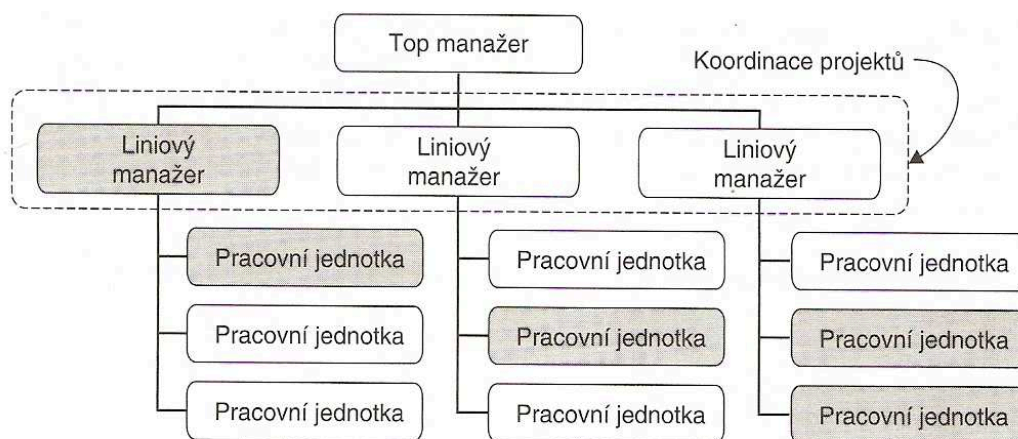 Top manažer
Koordinace projektů
Liniový
manažer
Liniový
manažer
Liniový
manažer
Pracovní jednotka
Pracovní jednotka
Pracovní jednotka
Pracovní jednotka
Pracovní jednotka
Pracovní jednotka
Pracovní jednotka
Pracovní jednotka
Pracovní jednotka